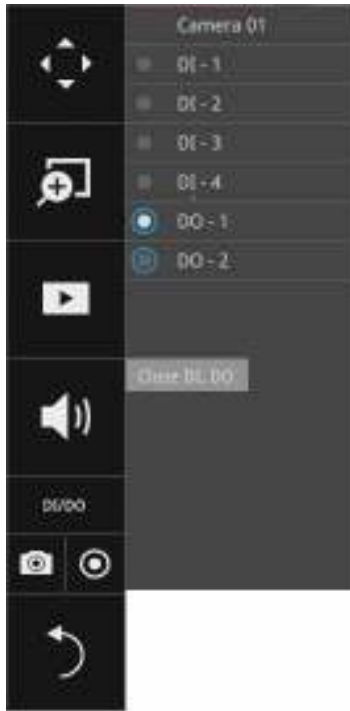 Camera 01
DI - 1
DI - 2
DI - 3
DI - 4
DO - 1
DO - 2
Close DI, DO
DI/DO